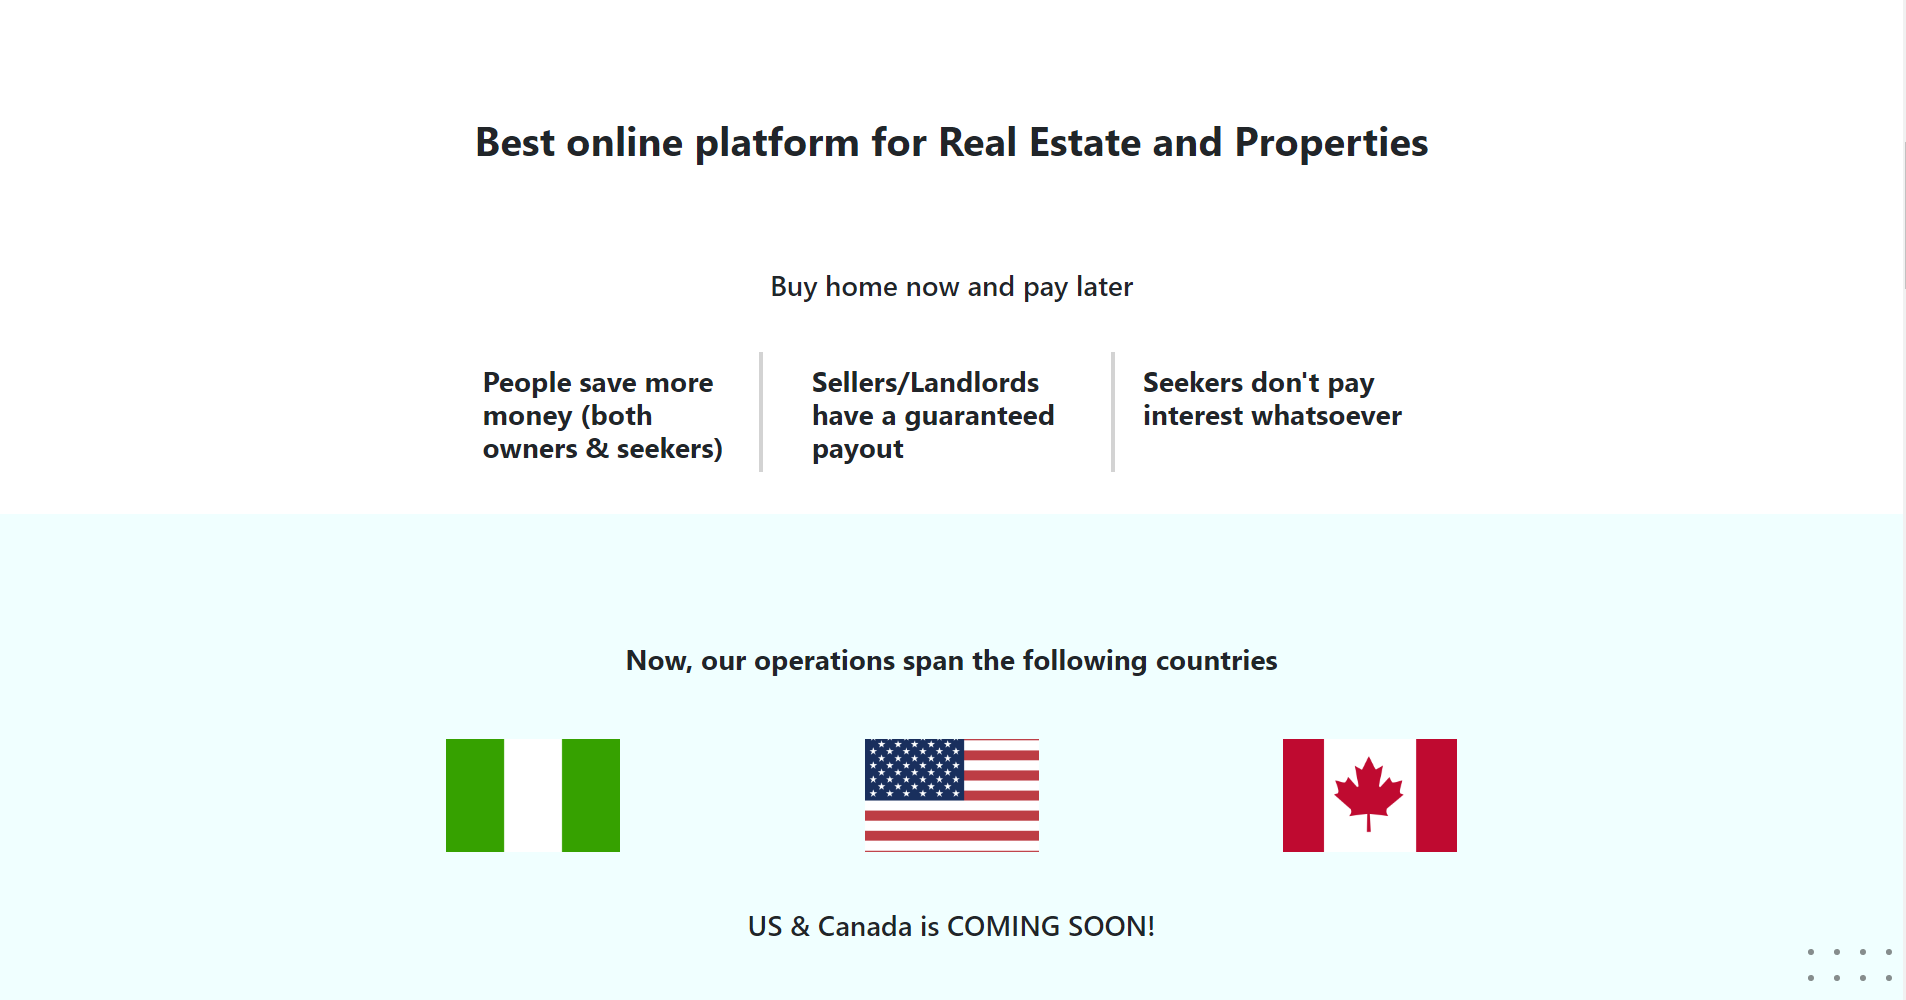 Best online platform for Real Estate and Properties
Buy home now and pay later
People save more
money (both
owners & seekers)
Sellers/Landlords
have a guaranteed
payout
Seekers don't pay
interest whatsoever
Now, our operations span the following countries
US & Canada is COMING SOON!